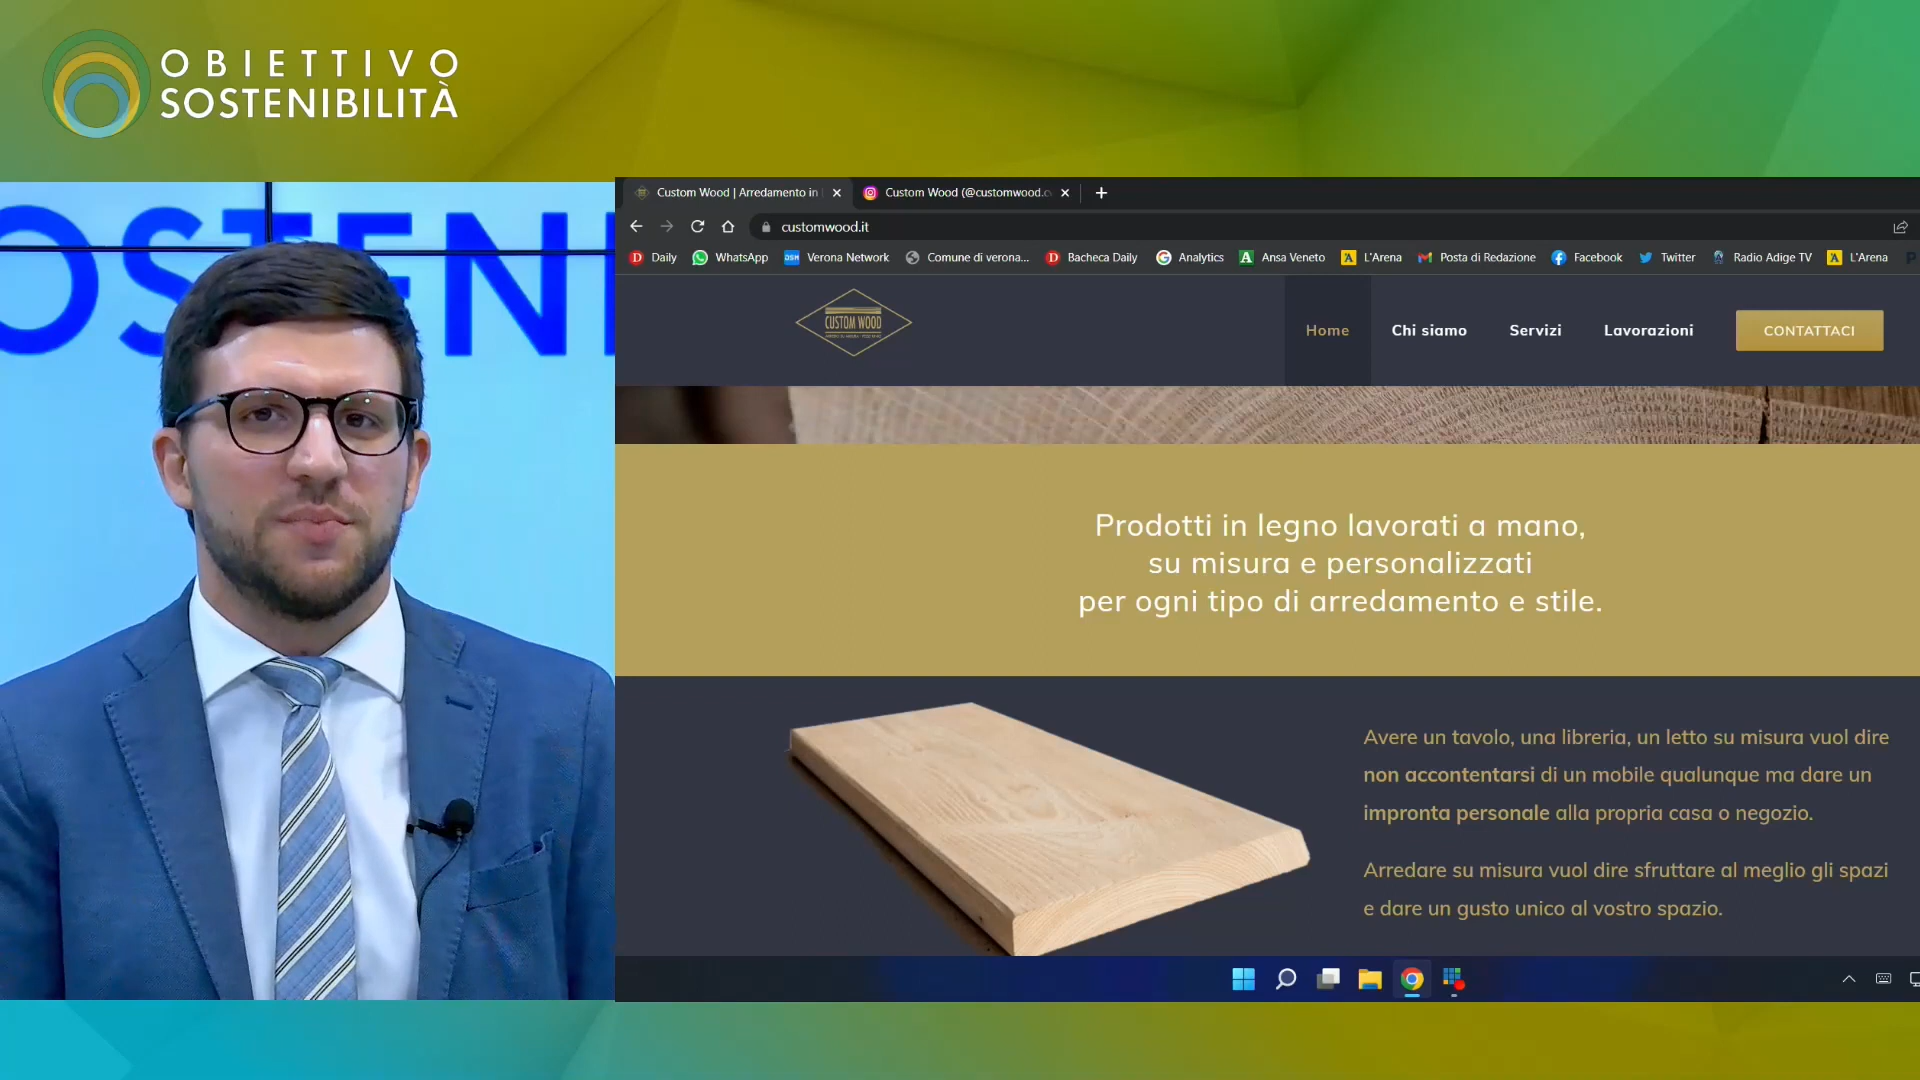 OBIETTIVO
SOSTENIBILITÀ
OSTENI
Custom Wood | Arredamento in
Custom Wood (@customwood.c
customwood.it
Daily
WhatsApp
Verona Network
Comune di verona...
Bacheca Daily
Analytics
Ansa Veneto
L'Arena
Posta di Redazione
Facebook
Twitter
Radio Adige TV
L'Arena
CUSTOM WOOD
Home
Chi siamo
Servizi
Lavorazioni
CONTATTACI
Prodotti in legno lavorati a mano,
su misura e personalizzati
per ogni tipo di arredamento e stile.
Avere un tavolo, una libreria, un letto su misura vuol dire
non accontentarsi di un mobile qualunque ma dare un
impronta personale alla propria casa o negozio.
Arredare su misura vuol dire sfruttare al meglio gli spazi
e dare un gusto unico al vostro spazio.